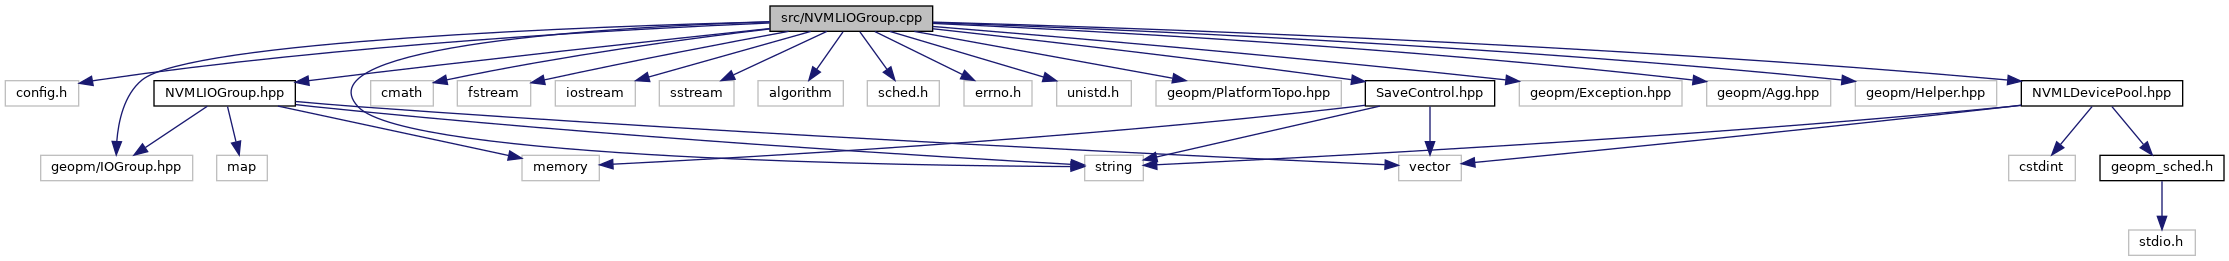 src/NVMLIOGroup.cpp
config.h
NVMLIOGroup.hpp
cmath
fstream
iostream
sstream
algorithm
sched.h
errno.h
unistd.h
geopm/PlatformTopo.hpp
SaveControl.hpp
geopm/Exception.hpp
geopm/Agg.hpp
geopm/Helper.hpp
NVMLDevicePool.hpp
geopm/IOGroup.hpp
map
memory
string
vector
cstdint
geopm_sched.h
stdio.h